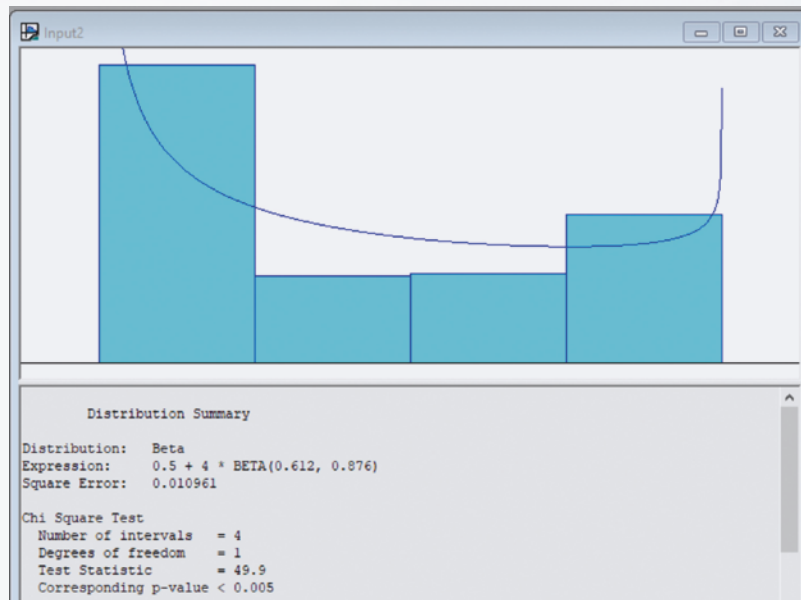 Input2
Distribution Summary
Distribution: Beta
Expression: 0.5 + 4 * BETA(0.612, 0.876)
Square Error: 0.010961
Chi Square Test
Number of intervals = 4
Degrees of freedom = 1
Test Statistic = 49.9
Corresponding p-value < 0.005